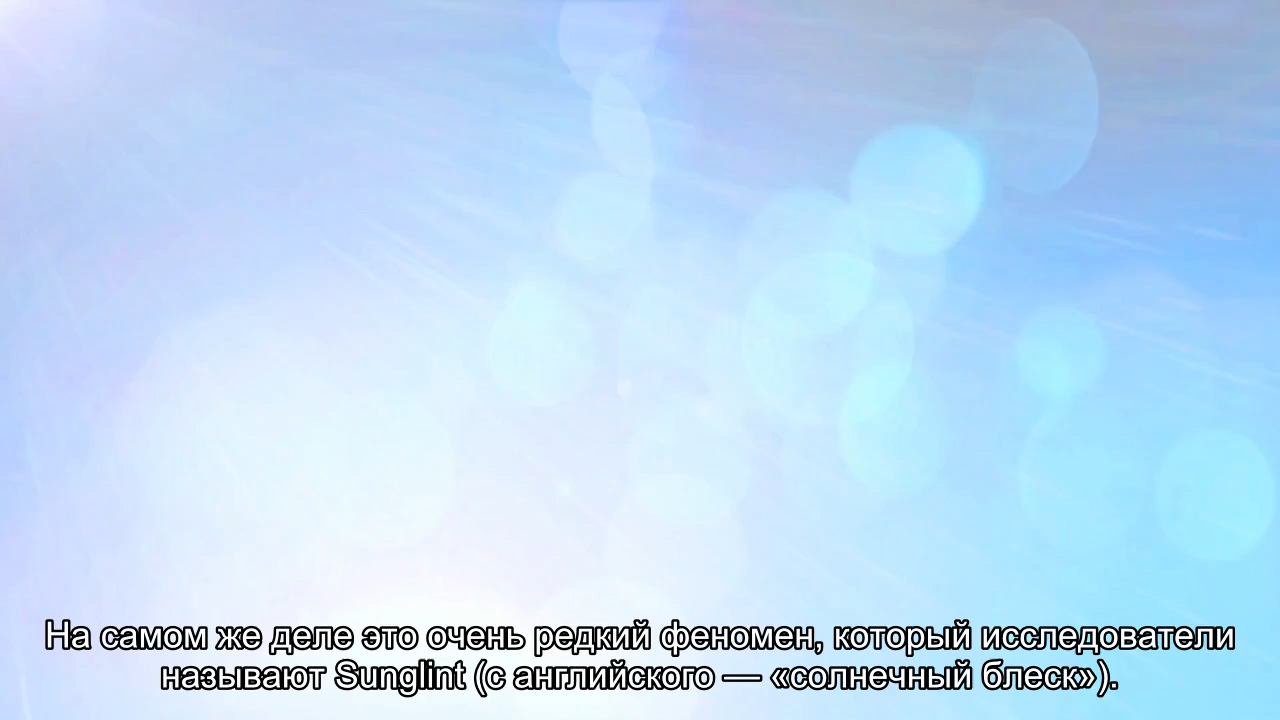 На самом же деле это очень редкий феномен, который исследователи
называют Sunglint (с английского — «солнечный блеск»).